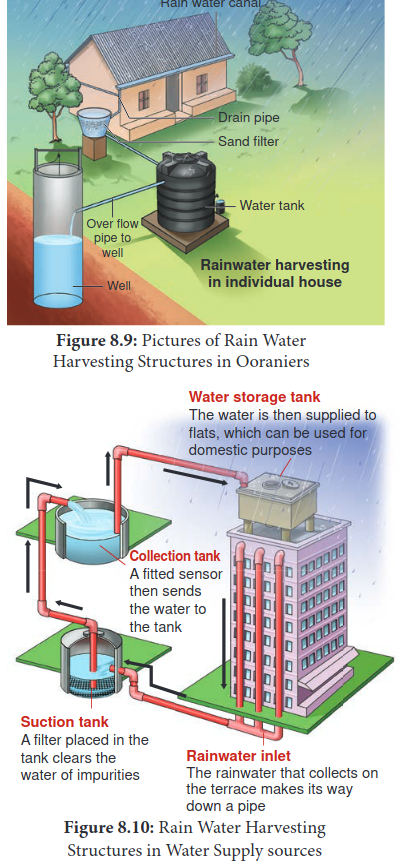 Rain water canal
Drain pipe
Sand filter
Water tank
Over flow
pipe to
well
Rainwater harvesting
in individual house
Well
Figure 8.9: Pictures of Rain Water
Harvesting Structures in Ooraniers
Water storage tank
The water is then supplied to
flats, which can be used for
domestic purposes
Collection tank
A fitted sensor
then sends
the water to
the tank
Suction tank
A filter placed in the
tank clears the
water of impurities
Rainwater inlet
The rainwater that collects on
the terrace makes its way
down a pipe
Figure 8.10: Rain Water Harvesting
Structures in Water Supply sources